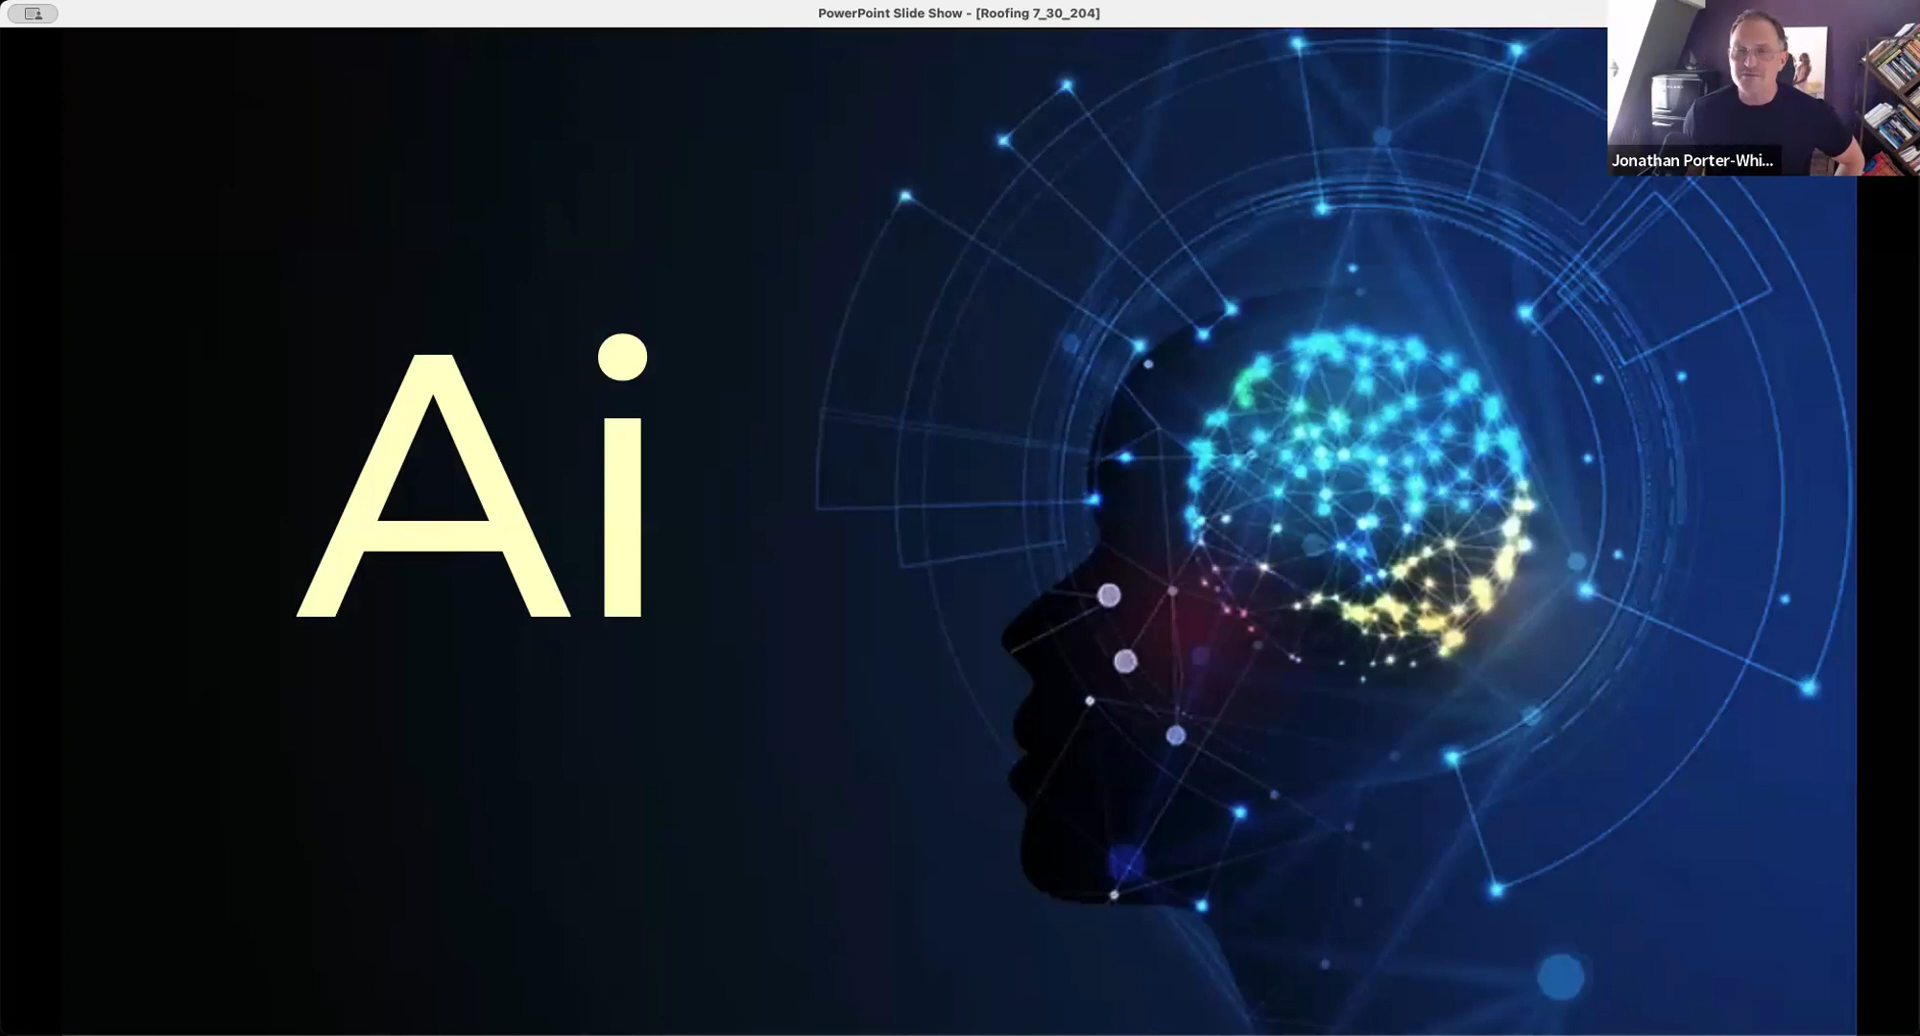 PowerPoint Slide Show - [Roofing 7_30_204]
Jonathan Porter-Whi...
Ai